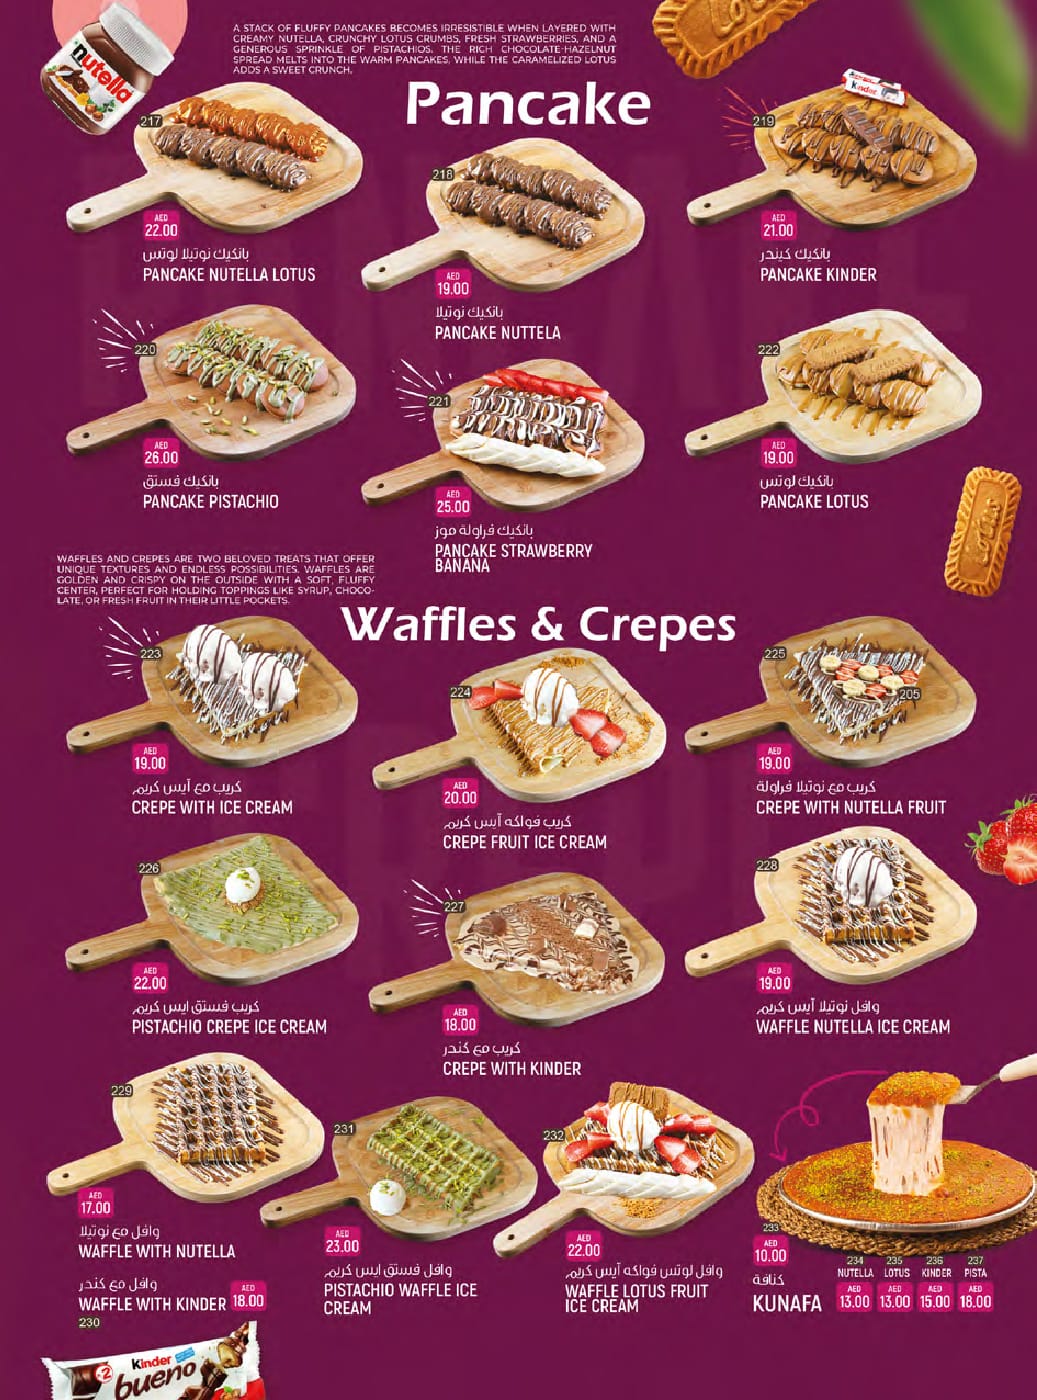 A STACK OF FLUFFY PANCAKES BECOMES IRRESISTIBLE WHEN LAYERED WITH
CREAMY NUTELLA, CRUNCHY LOTUS CRUMBS, FRESH STRAWBERRIES, AND A
GENEROUS SPRINKLE OF PISTACHIOS. THE RICH CHOCOLATE-HAZELNUT
SPREAD MELTS INTO THE WARM PANCAKES, WHILE THE CARAMELIZED LOTUS
ADDS A SWEET CRUNCH.
nutella
Pancake
Kinder
217
AED
22.00
بانكيك نوتيلا لوتس
PANCAKE NUTELLA LOTUS
218
AED
19.00
بانكيك نوتيلا
PANCAKE NUTTELA
219
AED
21.00
بانكيك كيندر
PANCAKE KINDER
220
AED
26.00
بانكيك فستق
PANCAKE PISTACHIO
221
AED
25.00
بانكيك فراولة موز
PANCAKE STRAWBERRY
BANANA
222
AED
19.00
بانكيك لوتس
PANCAKE LOTUS
WAFFLES AND CREPES ARE TWO BELOVED TREATS THAT OFFER
UNIQUE TEXTURES AND ENDLESS POSSIBILITIES. WAFFLES ARE
GOLDEN AND CRISPY ON THE OUTSIDE WITH A SOFT, FLUFFY
CENTER, PERFECT FOR HOLDING TOPPINGS LIKE SYRUP, CHOCO-
LATE, OR FRESH FRUIT IN THEIR LITTLE POCKETS.
Waffles & Crepes
223
AED
19.00
كريب مع آيس كريم
CREPE WITH ICE CREAM
224
AED
20.00
كريب فواكه آيس كريم
CREPE FRUIT ICE CREAM
225
205
AED
19.00
كريب مع نوتيلا فراولة
CREPE WITH NUTELLA FRUIT
226
AED
22.00
كريب فستق ايس كريم
PISTACHIO CREPE ICE CREAM
227
AED
18.00
كريب مع كندر
CREPE WITH KINDER
228
AED
19.00
وافل نوتيلا آيس كريم
WAFFLE NUTELLA ICE CREAM
229
AED
17.00
وافل مع نوتيلا
WAFFLE WITH NUTELLA
وافل مع كندر
WAFFLE WITH KINDER
AED
18.00
230
231
AED
23.00
وافل فستق ايس كريم
PISTACHIO WAFFLE ICE
CREAM
232
AED
22.00
وافل لوتس فواكه آيس كريم
WAFFLE LOTUS FRUIT
ICE CREAM
233
AED
10.00
كنافة
KUNAFA
234
NUTELLA
AED
13.00
235
LOTUS
AED
13.00
236
KINDER
AED
15.00
237
PISTA
AED
18.00
Kinder
bueno
×2